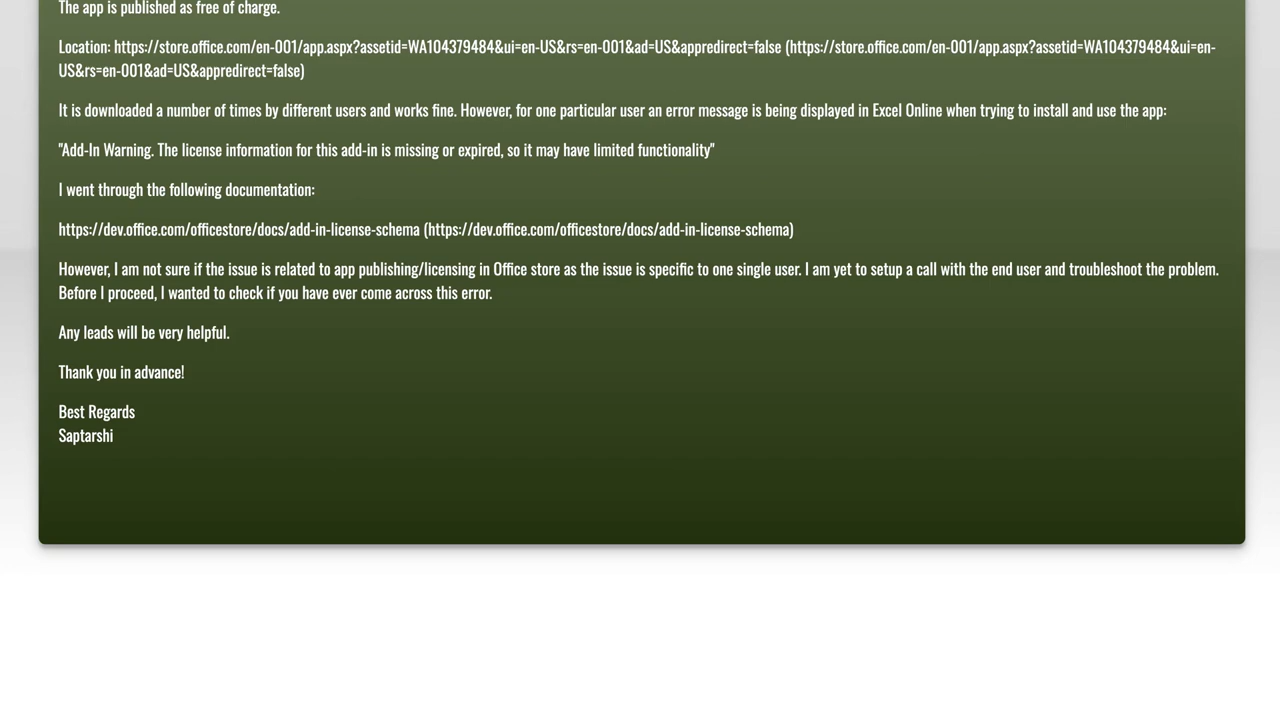 The app is published as free of charge.
Location: https://store.office.com/en-001/app.aspx?assetid=WA104379484&ui=en-US&rs=en-001&ad=US&appredirect=false (https://store.office.com/en-001/app.aspx?assetid=WA104379484&ui=en-
US&rs=en-001&ad=US&appredirect=false)
It is downloaded a number of times by different users and works fine. However, for one particular user an error message is being displayed in Excel Online when trying to install and use the app:
"Add-In Warning. The license information for this add-in is missing or expired, so it may have limited functionality"
I went through the following documentation:
https://dev.office.com/officestore/docs/add-in-license-schema (https://dev.office.com/officestore/docs/add-in-license-schema)
However, I am not sure if the issue is related to app publishing/licensing in Office store as the issue is specific to one single user. I am yet to setup a call with the end user and troubleshoot the problem.
Before I proceed, I wanted to check if you have ever come across this error.
Any leads will be very helpful.
Thank you in advance!
Best Regards
Saptarshi